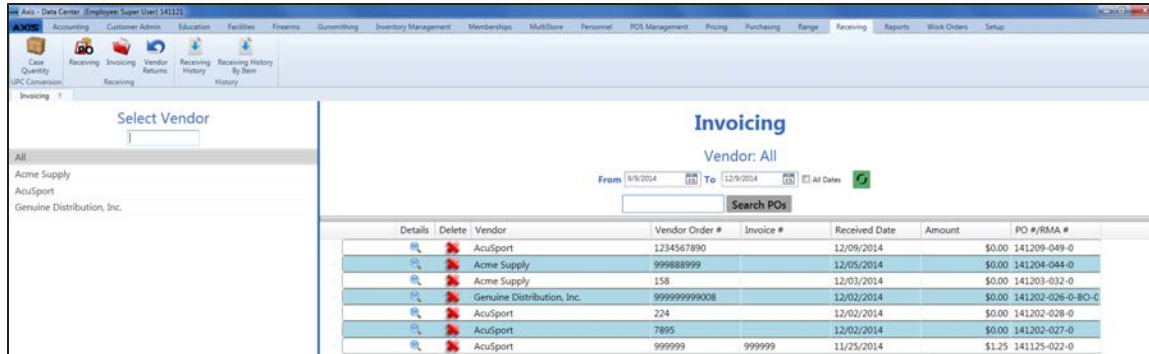 Axis - Data Center (Employee: Super User) 141121
AXIS Accounting Customer Admin Education Facilities Firearms Gunsmithing Inventory Management Memberships MultiStore Personnel POS Management Pricing Purchasing Range Receiving Reports Work Orders Setup
Case Quantity Receiving Invoicing Vendor Returns Receiving History Receiving History By Item
UPC Conversion Receiving History
Invoicing X
Select Vendor
All
Acme Supply
AcuSport
Genuine Distribution, Inc.
Invoicing
Vendor: All
From 9/9/2014 15 To 12/9/2014 15 All Dates
Search POs
Details Delete Vendor Vendor Order # Invoice # Received Date Amount PO #/RMA #
AcuSport 1234567890 12/09/2014 $0.00 141209-049-0
Acme Supply 999888999 12/05/2014 $0.00 141204-044-0
Acme Supply 158 12/03/2014 $0.00 141203-032-0
Genuine Distribution, Inc. 999999999008 12/02/2014 $0.00 141202-026-0-BO-0
AcuSport 224 12/02/2014 $0.00 141202-028-0
AcuSport 7895 12/02/2014 $0.00 141202-027-0
AcuSport 999999 999999 11/25/2014 $1.25 141125-022-0